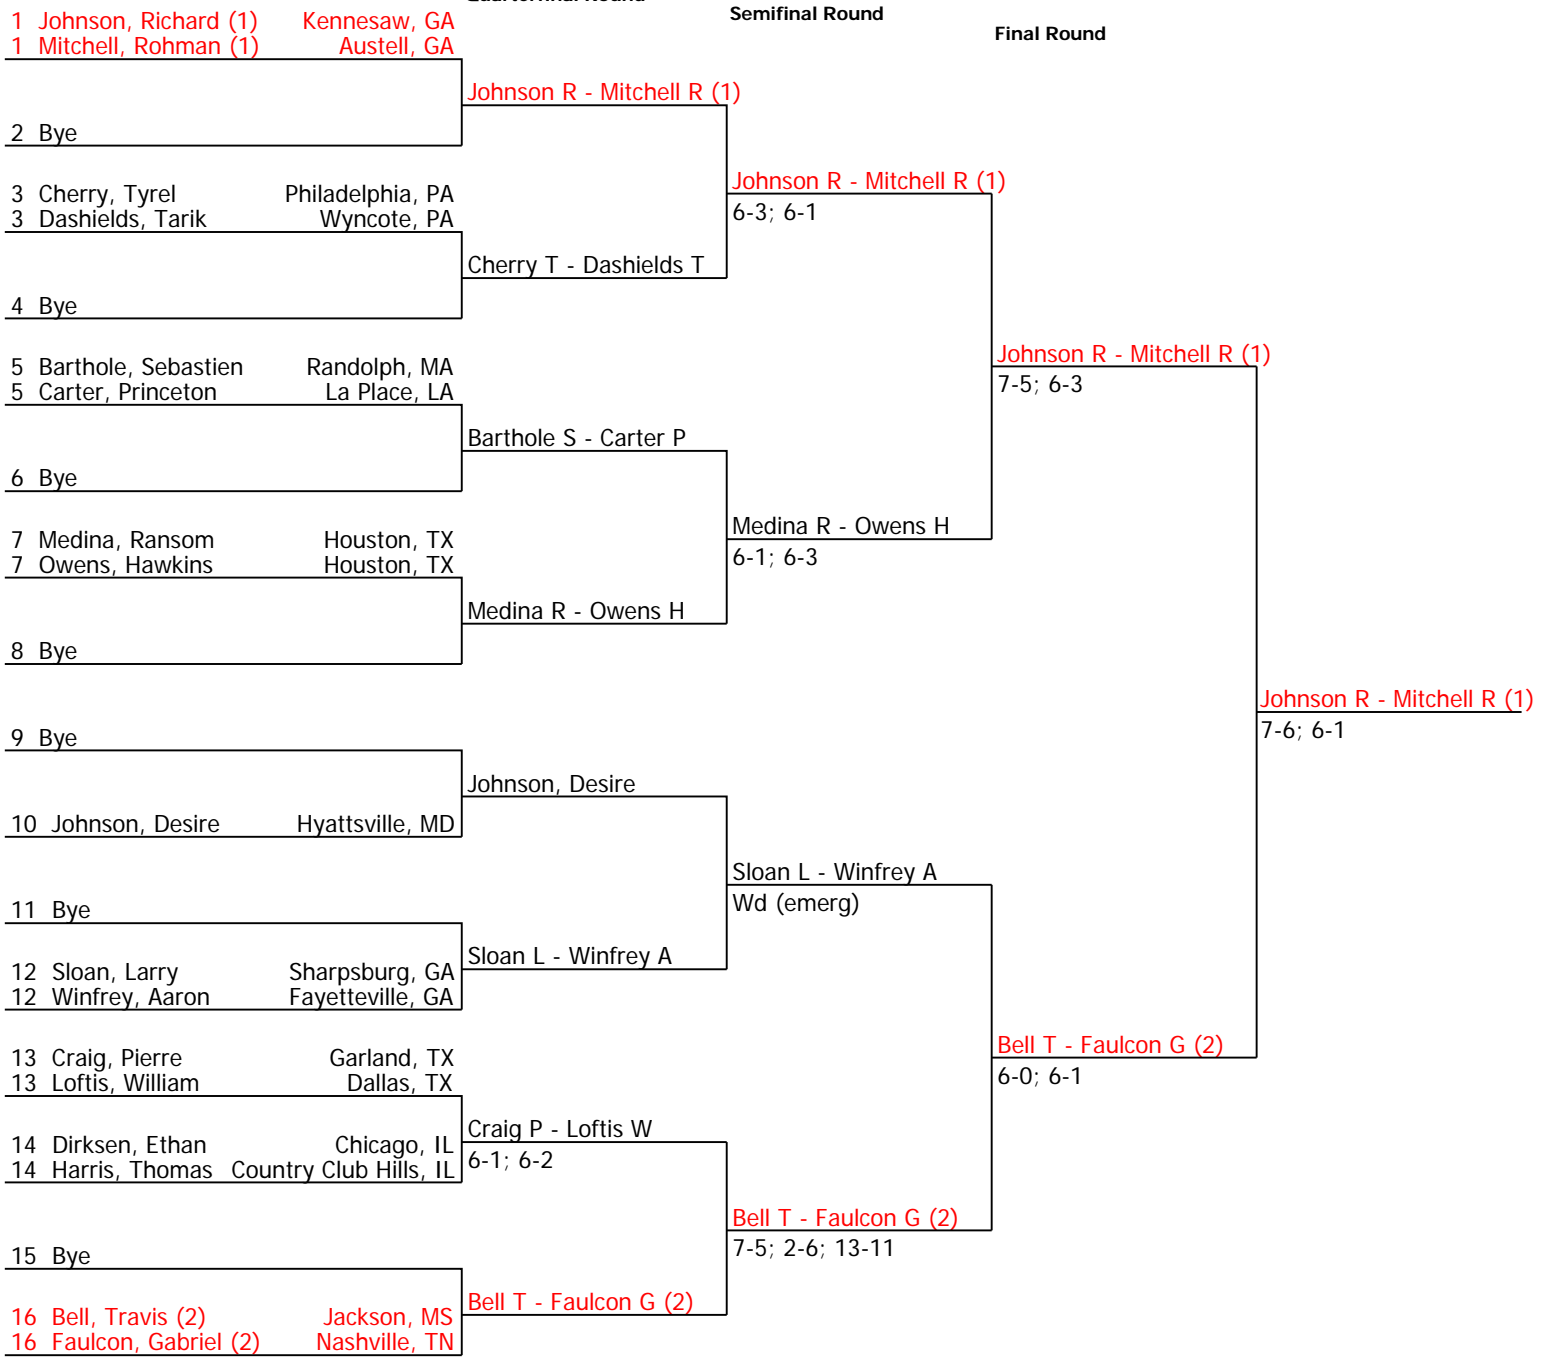 Quarterfinal Round
Semifinal Round
Final Round
1 Johnson, Richard (1) Kennesaw, GA
1 Mitchell, Rohman (1) Austell, GA
Johnson R - Mitchell R (1)
2 Bye
3 Cherry, Tyrel Philadelphia, PA
3 Dashields, Tarik Wyncote, PA
Johnson R - Mitchell R (1)
6-3; 6-1
Cherry T - Dashields T
4 Bye
5 Barthole, Sebastien Randolph, MA
5 Carter, Princeton La Place, LA
Johnson R - Mitchell R (1)
7-5; 6-3
Barthole S - Carter P
6 Bye
7 Medina, Ransom Houston, TX
7 Owens, Hawkins Houston, TX
Medina R - Owens H
6-1; 6-3
Medina R - Owens H
8 Bye
Johnson R - Mitchell R (1)
7-6; 6-1
9 Bye
Johnson, Desire
10 Johnson, Desire Hyattsville, MD
Sloan L - Winfrey A
Wd (emerg)
11 Bye
Sloan L - Winfrey A
12 Sloan, Larry Sharpsburg, GA
12 Winfrey, Aaron Fayetteville, GA
13 Craig, Pierre Garland, TX
13 Loftis, William Dallas, TX
Bell T - Faulcon G (2)
6-0; 6-1
Craig P - Loftis W
6-1; 6-2
14 Dirksen, Ethan Chicago, IL
14 Harris, Thomas Country Club Hills, IL
Bell T - Faulcon G (2)
7-5; 2-6; 13-11
15 Bye
Bell T - Faulcon G (2)
16 Bell, Travis (2) Jackson, MS
16 Faulcon, Gabriel (2) Nashville, TN